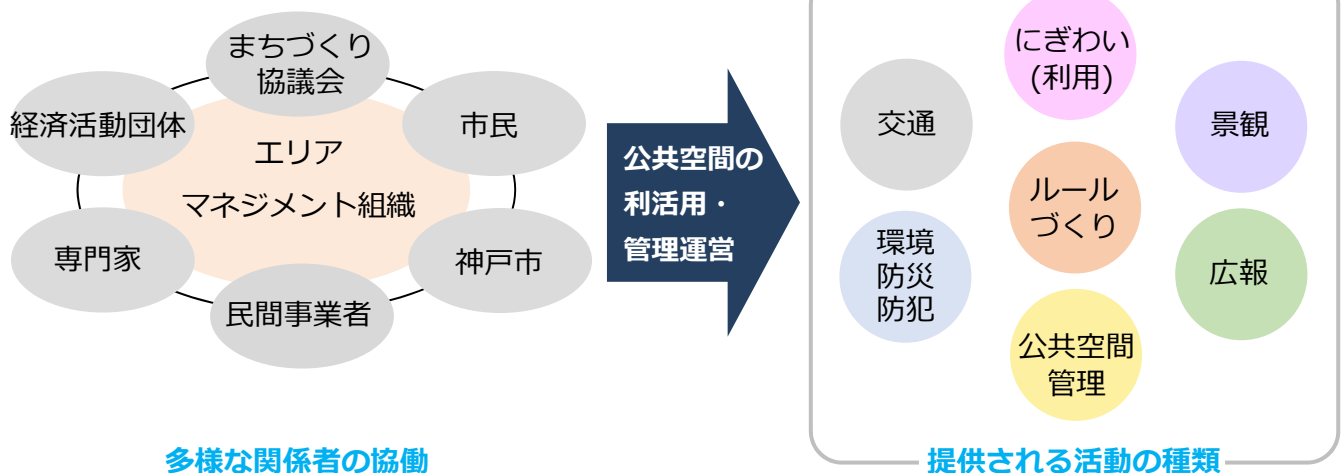 まちづくり
協議会
経済活動団体
市民
エリア
マネジメント組織
専門家
神戸市
民間事業者
多様な関係者の協働
公共空間の
利活用・
管理運営
にぎわい
(利用)
交通
景観
ルール
づくり
環境
防災
防犯
広報
公共空間
管理
提供される活動の種類